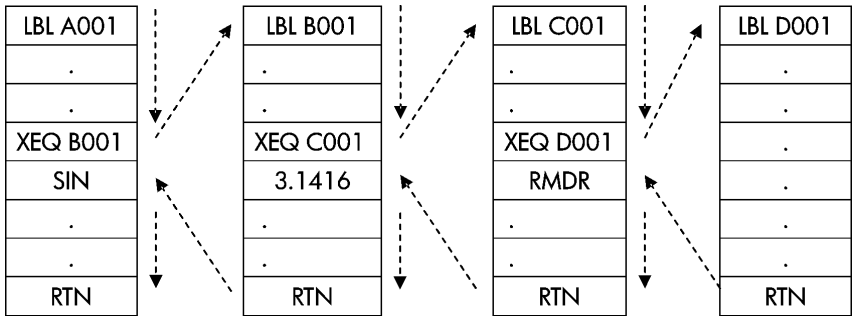 LBL A001 LBL B001 LBL C001 LBL D001
. . . .
. . . .
XEQ B001 XEQ C001 XEQ D001 .
SIN 3.1416 RMDR .
. . . .
. . . .
RTN RTN RTN RTN